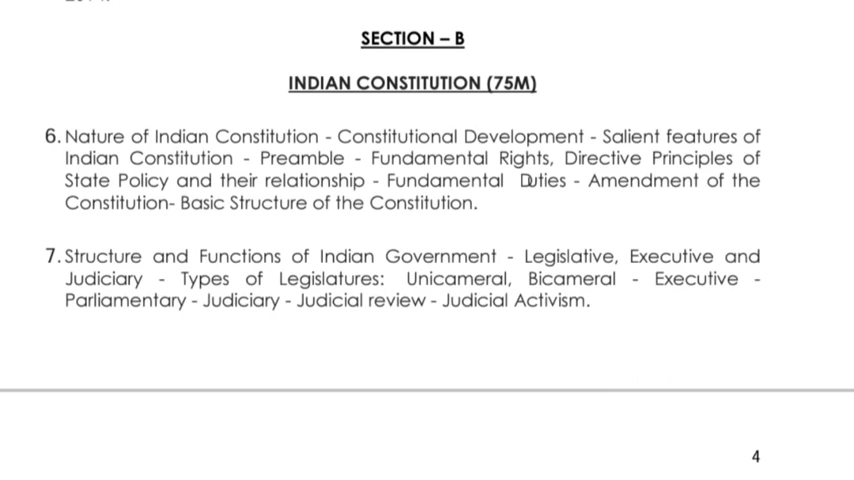 SECTION – B
INDIAN CONSTITUTION (75M)
6. Nature of Indian Constitution - Constitutional Development - Salient features of
Indian Constitution - Preamble - Fundamental Rights, Directive Principles of
State Policy and their relationship - Fundamental Duties - Amendment of the
Constitution- Basic Structure of the Constitution.
7. Structure and Functions of Indian Government - Legislative, Executive and
Judiciary - Types of Legislatures: Unicameral, Bicameral - Executive -
Parliamentary - Judiciary - Judicial review - Judicial Activism.
4